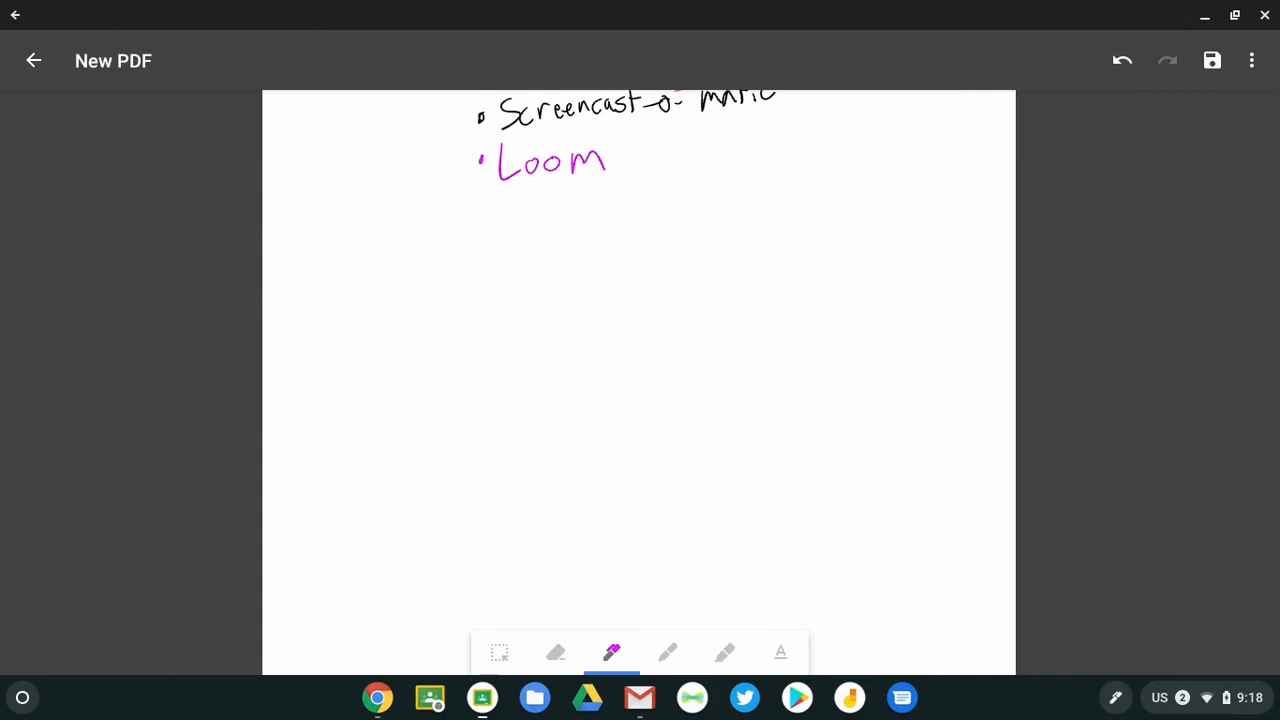 New PDF
• Screencast-o-matic
• Loom
A
US 2 9:18